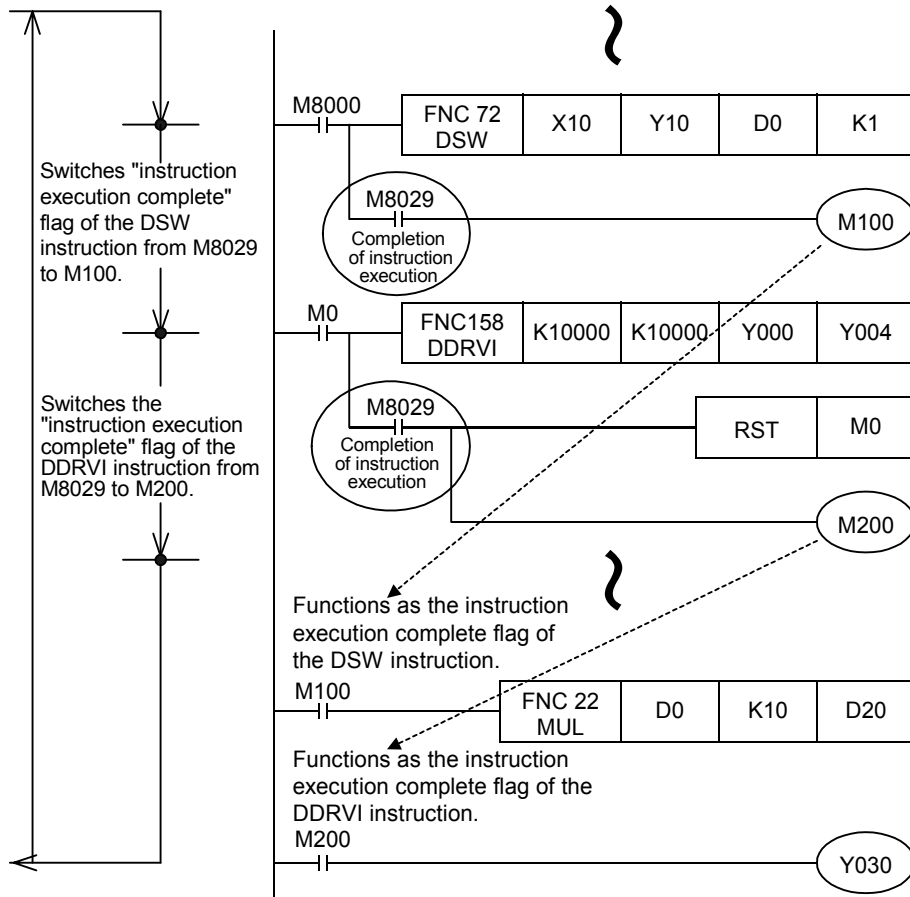 M8000
FNC 72
DSW
X10
Y10
D0
K1
Switches "instruction
execution complete"
flag of the DSW
instruction from M8029
to M100.
M8029
Completion
of instruction
execution
M100
M0
FNC158
DDRVI
K10000
K10000
Y000
Y004
Switches the
"instruction execution
complete" flag of the
DDRVI instruction from
M8029 to M200.
M8029
Completion
of instruction
execution
RST
M0
M200
Functions as the instruction
execution complete flag of
the DSW instruction.
M100
FNC 22
MUL
D0
K10
D20
Functions as the instruction
execution complete flag of the
DDRVI instruction.
M200
Y030